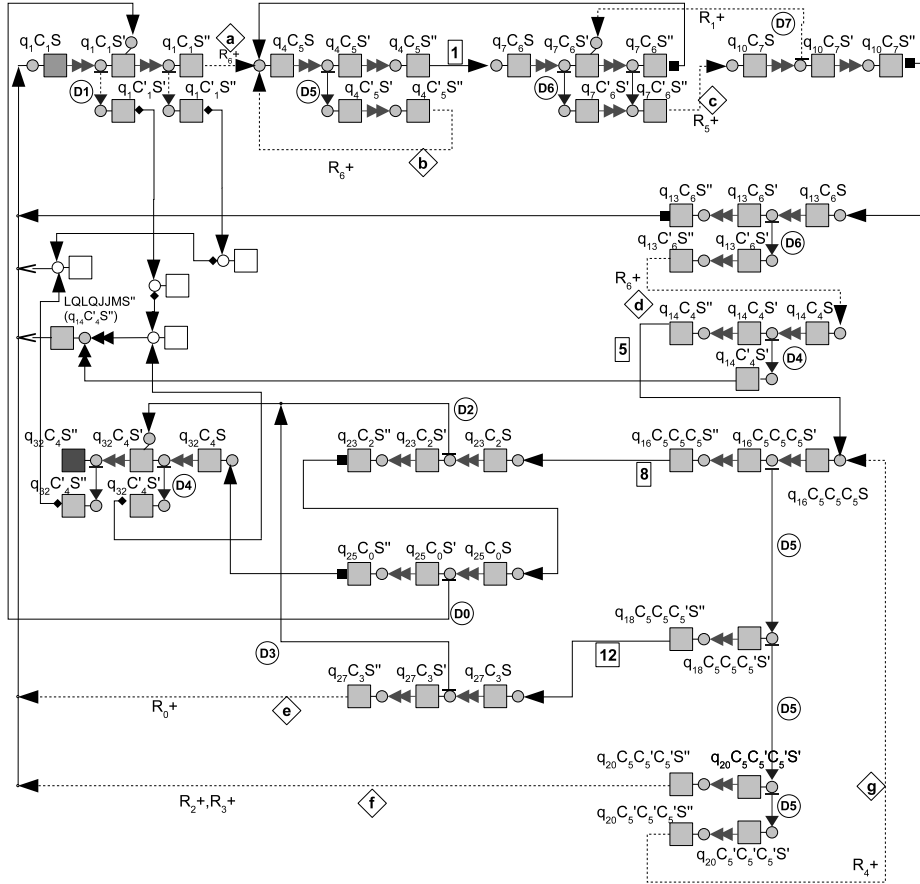 q₁C₁S q₁C₁S' q₁C₁S" a q₄C₅S q₄C₅S' q₄C₅S" 1 q₇C₆S q₇C₆S' q₇C₆S" R₁+ D7 q₁₀C₇S q₁₀C₇S' q₁₀C₇S"
R₆+
D1 D5 D6
q₁C'₁S' q₁C'₁S" q₄C'₅S' q₄C'₅S" q₇C'₆S' q₇C'₆S" c
R₅+
R₆+ b
q₁₃C₆S" q₁₃C₆S' q₁₃C₆S
q₁₃C'₆S" q₁₃C'₆S' D6
R₆+
d
LQLQJJMS"
(q₁₄C'₄S")
q₁₄C₄S" q₁₄C₄S' q₁₄C₄S
5 D4
q₁₄C'₄S'
D2
q₃₂C₄S" q₃₂C₄S' q₃₂C₄S q₂₃C₂S" q₂₃C₂S' q₂₃C₂S q₁₆C₅C₅C₅S" q₁₆C₅C₅C₅S'
8
q₃₂C'₄S" q₃₂C'₄S' D4 q₁₆C₅C₅C₅S
D5
q₂₅C₀S" q₂₅C₀S' q₂₅C₀S
D0 q₁₈C₅C₅C₅'S"
D3 12 q₁₈C₅C₅C₅'S'
q₂₇C₃S" q₂₇C₃S' q₂₇C₃S
R₀+ e D5
q₂₀C₅C₅'C₅'S" q₂₀C₅C₅'C₅'S'
g
R₂+,R₃+ f D5
q₂₀C₅'C₅'C₅'S"
q₂₀C₅'C₅'C₅'S'
R₄+